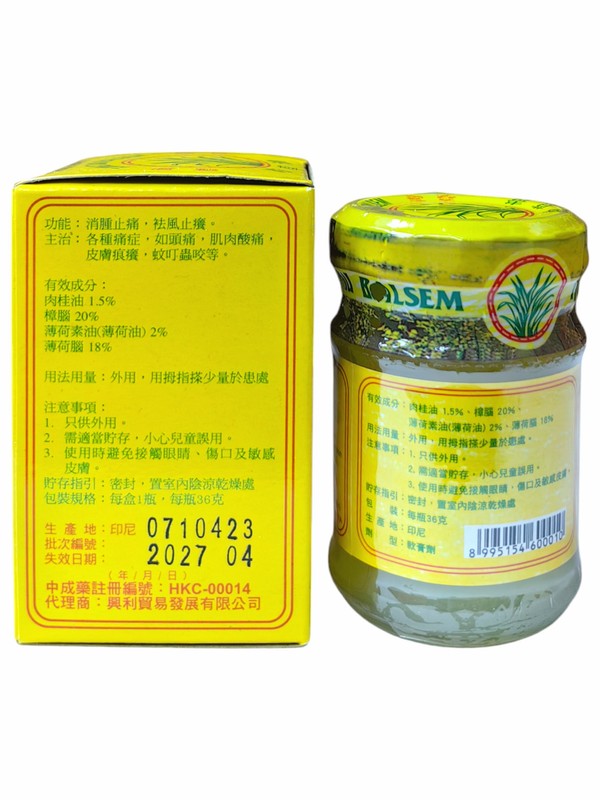 功能：消腫止痛，祛風止癢。
主治：各種痛症，如頭痛，肌肉酸痛，
皮膚痕癢，蚊叮蟲咬等。
有效成分：
肉桂油 1.5%
樟腦 20%
薄荷素油(薄荷油) 2%
薄荷腦 18%
用法用量：外用，用拇指搽少量於患處
注意事項：
1. 只供外用。
2. 需適當貯存，小心兒童誤用。
3. 使用時避免接觸眼睛、傷口及敏感
皮膚。
貯存指引：密封，置室內陰涼乾燥處
包裝規格：每盒1瓶，每瓶36克
生產地：印尼
批次編號：0710423
失效日期：2027 04
(年/月/日)
中成藥註冊編號：HKC-00014
代理商：興利貿易發展有限公司
BALSEM
有效成分：肉桂油 1.5%、樟腦 20%、
薄荷素油(薄荷油) 2%、薄荷腦 18%
用法用量：外用，用拇指搽少量於患處。
注意事項：1. 只供外用。
2. 需適當貯存，小心兒童誤用。
3. 使用時避免接觸眼睛、傷口及敏感皮膚。
貯存指引：密封，置室內陰涼乾燥處
包裝：每瓶36克
生產地：印尼
劑型：軟膏劑
8 995154 600010